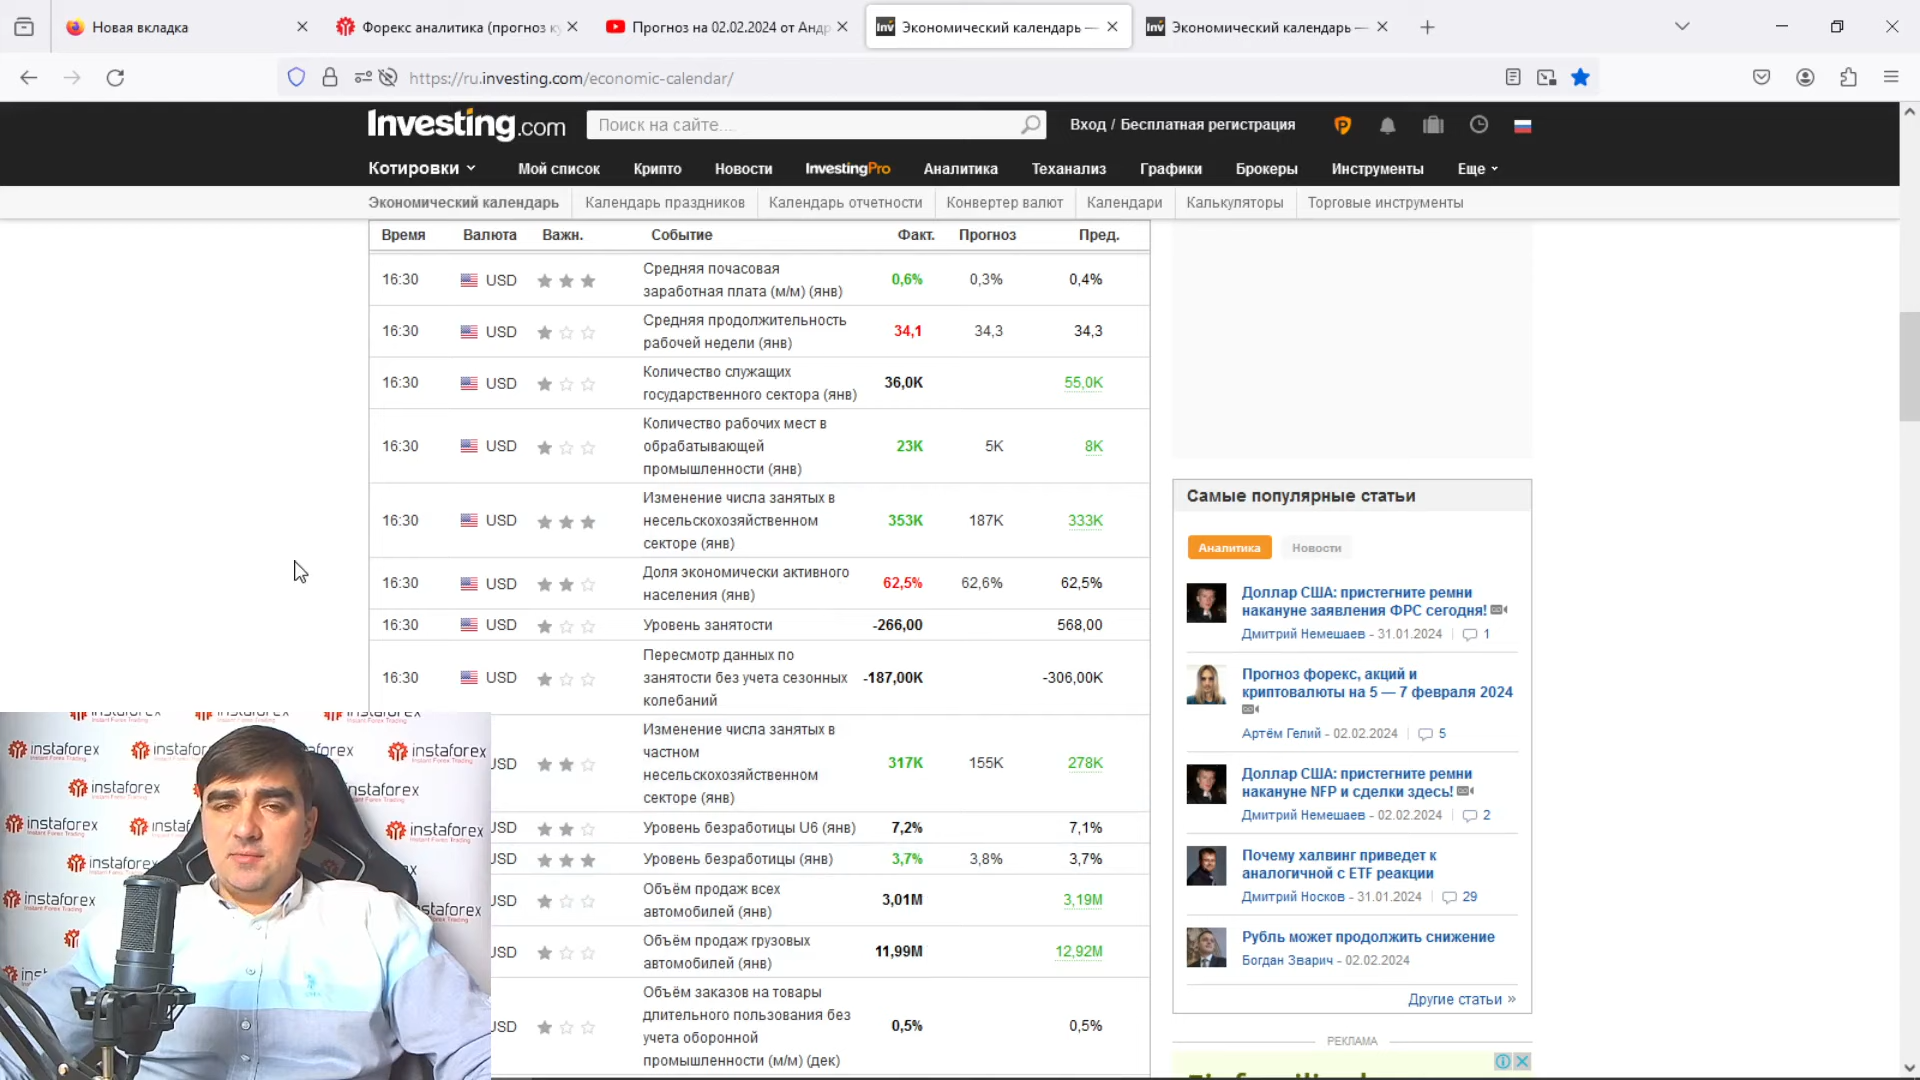 Новая вкладка
Форекс аналитика (прогноз к
Прогноз на 02.02.2024 от Андр
Inv Экономический календарь —
Inv Экономический календарь —
https://ru.investing.com/economic-calendar/
Investing.com
Поиск на сайте...
Вход / Бесплатная регистрация
P
Котировки
Мой список
Крипто
Новости
InvestingPro
Аналитика
Теханализ
Графики
Брокеры
Инструменты
Еще
Экономический календарь
Календарь праздников
Календарь отчетности
Конвертер валют
Календари
Калькуляторы
Торговые инструменты
Время Валюта Важн. Событие Факт. Прогноз Пред.
16:30 USD Средняя почасовая
заработная плата (м/м) (янв) 0,6% 0,3% 0,4%
16:30 USD Средняя продолжительность
рабочей недели (янв) 34,1 34,3 34,3
16:30 USD Количество служащих
государственного сектора (янв) 36,0K 55,0K
16:30 USD Количество рабочих мест в
обрабатывающей
промышленности (янв) 23K 5K 8K
16:30 USD Изменение числа занятых в
несельскохозяйственном
секторе (янв) 353K 187K 333K
16:30 USD Доля экономически активного
населения (янв) 62,5% 62,6% 62,5%
16:30 USD Уровень занятости -266,00 568,00
16:30 USD Пересмотр данных по
занятости без учета сезонных
колебаний -187,00K -306,00K
USD Изменение числа занятых в
частном
несельскохозяйственном
секторе (янв) 317K 155K 278K
USD Уровень безработицы U6 (янв) 7,2% 7,1%
USD Уровень безработицы (янв) 3,7% 3,8% 3,7%
USD Объём продаж всех
автомобилей (янв) 3,01M 3,19M
USD Объём продаж грузовых
автомобилей (янв) 11,99M 12,92M
USD Объём заказов на товары
длительного пользования без
учета оборонной
промышленности (м/м) (дек) 0,5% 0,5%
Самые популярные статьи
Аналитика
Новости
Доллар США: пристегните ремни
накануне заявления ФРС сегодня!
Дмитрий Немешаев - 31.01.2024 1
Прогноз форекс, акций и
криптовалюты на 5 — 7 февраля 2024
Артём Гелий - 02.02.2024 5
Доллар США: пристегните ремни
накануне NFP и сделки здесь!
Дмитрий Немешаев - 02.02.2024 2
Почему халвинг приведет к
аналогичной с ETF реакции
Дмитрий Носков - 31.01.2024 29
Рубль может продолжить снижение
Богдан Зварич - 02.02.2024
Другие статьи »
РЕКЛАМА
instaforex
Instant Forex Trading